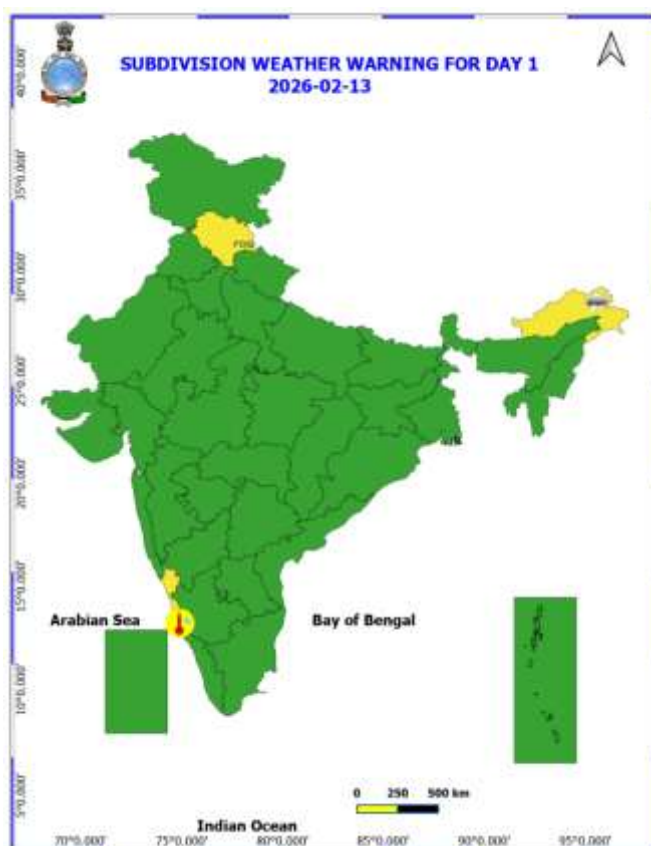 SUBDIVISION WEATHER WARNING FOR DAY 1
2026-02-13
40°0.000'
35°0.000'
30°0.000'
25°0.000'
20°0.000'
15°0.000'
10°0.000'
5°0.000'
FOG
Arabian Sea
Bay of Bengal
0 250 500 km
Indian Ocean
70°0.000' 75°0.000' 80°0.000' 85°0.000' 90°0.000' 95°0.000'